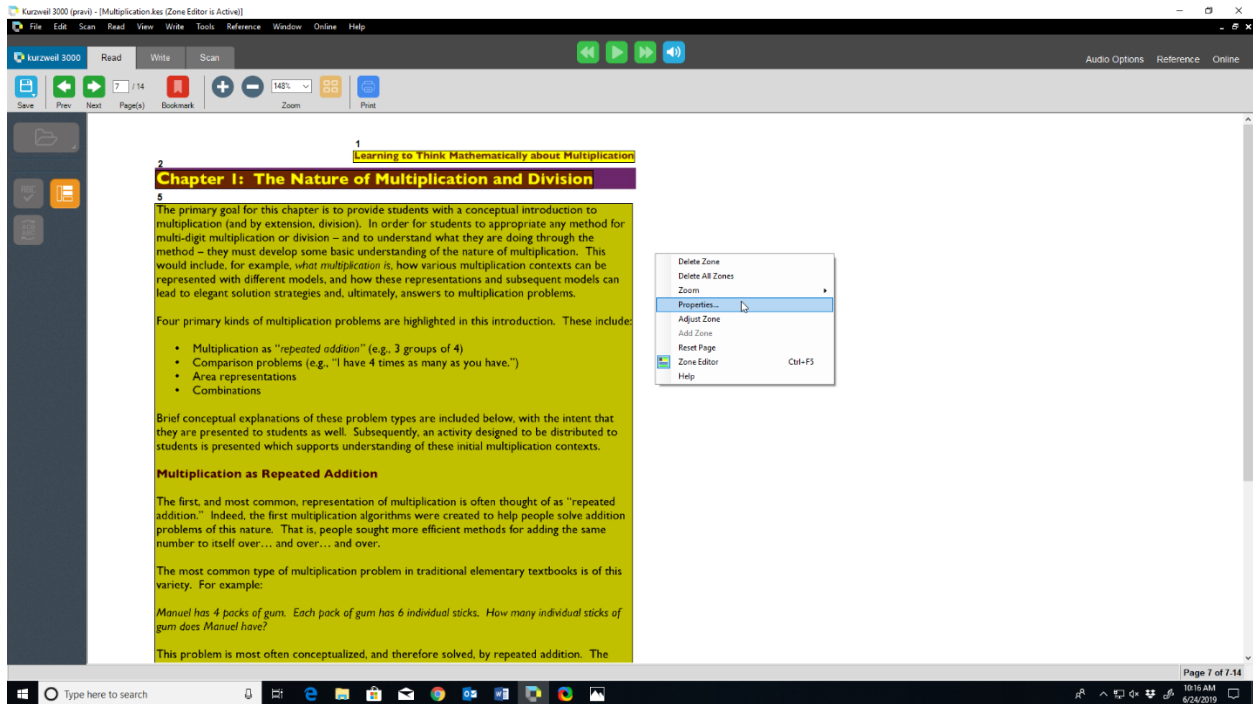 Kurzweil 3000 (pravi) - [Multiplication.kes (Zone Editor is Active)]
File Edit Scan Read View Write Tools Reference Window Online Help
kurzweil 3000 Read Write Scan
Audio Options Reference Online
7 / 14 148%
Save Prev Next Page(s) Bookmark Zoom Print
ABC
1
Learning to Think Mathematically about Multiplication
2
Chapter 1: The Nature of Multiplication and Division
5
The primary goal for this chapter is to provide students with a conceptual introduction to
multiplication (and by extension, division). In order for students to appropriate any method for
multi-digit multiplication or division – and to understand what they are doing through the
method – they must develop some basic understanding of the nature of multiplication. This
would include, for example, what multiplication is, how various multiplication contexts can be
represented with different models, and how these representations and subsequent models can
lead to elegant solution strategies and, ultimately, answers to multiplication problems.
Four primary kinds of multiplication problems are highlighted in this introduction. These include:
• Multiplication as "repeated addition" (e.g., 3 groups of 4)
• Comparison problems (e.g., "I have 4 times as many as you have.")
• Area representations
• Combinations
Brief conceptual explanations of these problem types are included below, with the intent that
they are presented to students as well. Subsequently, an activity designed to be distributed to
students is presented which supports understanding of these initial multiplication contexts.
Multiplication as Repeated Addition
The first, and most common, representation of multiplication is often thought of as "repeated
addition." Indeed, the first multiplication algorithms were created to help people solve addition
problems of this nature. That is, people sought more efficient methods for adding the same
number to itself over… and over… and over.
The most common type of multiplication problem in traditional elementary textbooks is of this
variety. For example:
Manuel has 4 packs of gum. Each pack of gum has 6 individual sticks. How many individual sticks of
gum does Manuel have?
This problem is most often conceptualized, and therefore solved, by repeated addition. The
Delete Zone
Delete All Zones
Zoom
Properties...
Adjust Zone
Add Zone
Reset Page
Zone Editor Ctrl+F5
Help
Page 7 of 7-14
Type here to search
10:16 AM
6/24/2019